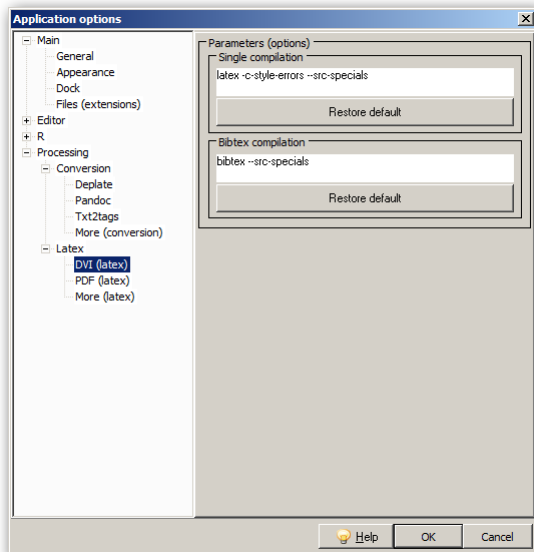 Application options
Main
General
Appearance
Dock
Files (extensions)
Editor
R
Processing
Conversion
Deplate
Pandoc
Txt2tags
More (conversion)
Latex
DVI (latex)
PDF (latex)
More (latex)
Parameters (options)
Single compilation
latex -c-style-errors --src-specials
Restore default
Bibtex compilation
bibtex --src-specials
Restore default
Help
OK
Cancel